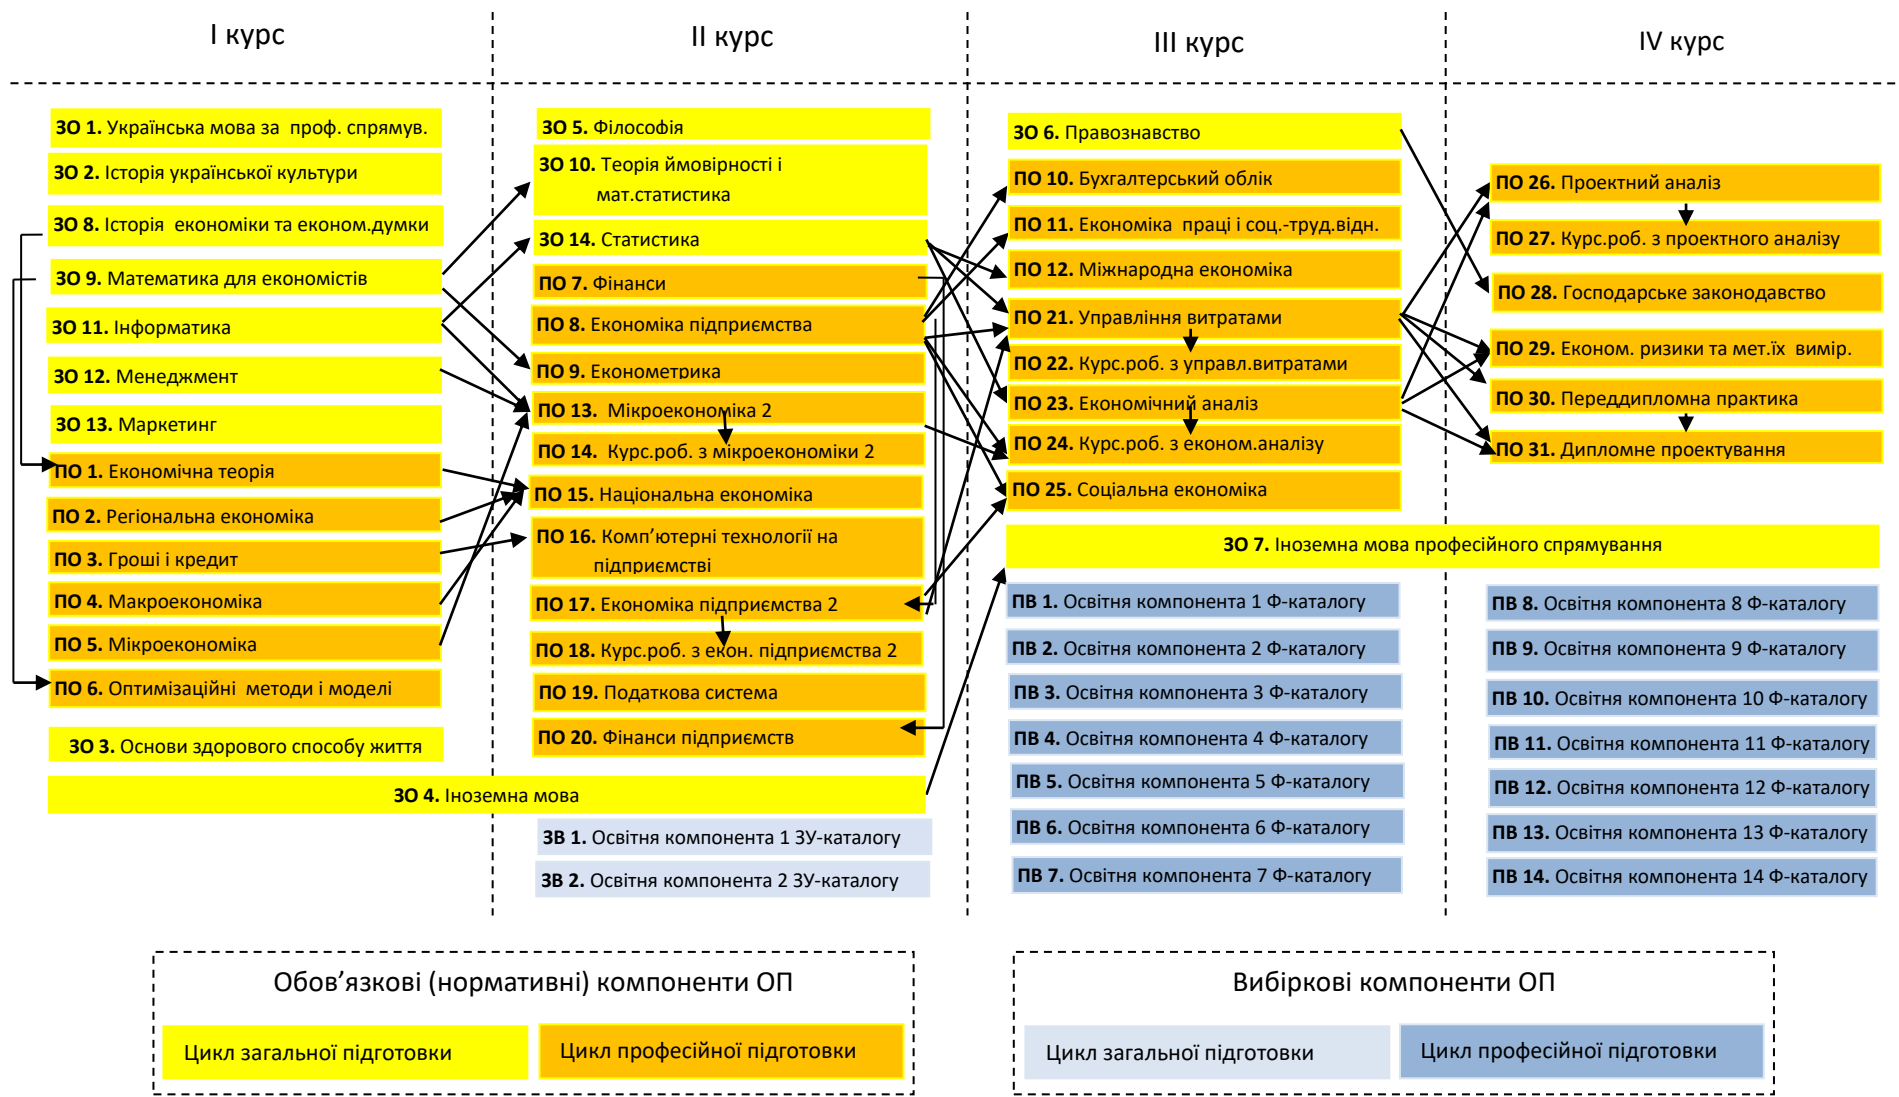 I курс
II курс
III курс
IV курс
ЗО 1. Українська мова за проф. спрямув.
ЗО 2. Історія української культури
ЗО 8. Історія економіки та економ.думки
ЗО 9. Математика для економістів
ЗО 11. Інформатика
ЗО 12. Менеджмент
ЗО 13. Маркетинг
ПО 1. Економічна теорія
ПО 2. Регіональна економіка
ПО 3. Гроші і кредит
ПО 4. Макроекономіка
ПО 5. Мікроекономіка
ПО 6. Оптимізаційні методи і моделі
ЗО 3. Основи здорового способу життя
ЗО 4. Іноземна мова
ЗО 5. Філософія
ЗО 10. Теорія ймовірності і
мат.статистика
ЗО 14. Статистика
ПО 7. Фінанси
ПО 8. Економіка підприємства
ПО 9. Економетрика
ПО 13. Мікроекономіка 2
ПО 14. Курс.роб. з мікроекономіки 2
ПО 15. Національна економіка
ПО 16. Комп’ютерні технології на
підприємстві
ПО 17. Економіка підприємства 2
ПО 18. Курс.роб. з екон. підприємства 2
ПО 19. Податкова система
ПО 20. Фінанси підприємств
ЗВ 1. Освітня компонента 1 ЗУ-каталогу
ЗВ 2. Освітня компонента 2 ЗУ-каталогу
ЗО 6. Правознавство
ПО 10. Бухгалтерський облік
ПО 11. Економіка праці і соц.-труд.відн.
ПО 12. Міжнародна економіка
ПО 21. Управління витратами
ПО 22. Курс.роб. з управл.витратами
ПО 23. Економічний аналіз
ПО 24. Курс.роб. з економ.аналізу
ПО 25. Соціальна економіка
ЗО 7. Іноземна мова професійного спрямування
ПВ 1. Освітня компонента 1 Ф-каталогу
ПВ 2. Освітня компонента 2 Ф-каталогу
ПВ 3. Освітня компонента 3 Ф-каталогу
ПВ 4. Освітня компонента 4 Ф-каталогу
ПВ 5. Освітня компонента 5 Ф-каталогу
ПВ 6. Освітня компонента 6 Ф-каталогу
ПВ 7. Освітня компонента 7 Ф-каталогу
ПО 26. Проектний аналіз
ПО 27. Курс.роб. з проектного аналізу
ПО 28. Господарське законодавство
ПО 29. Економ. ризики та мет.їх вимір.
ПО 30. Переддипломна практика
ПО 31. Дипломне проектування
ПВ 8. Освітня компонента 8 Ф-каталогу
ПВ 9. Освітня компонента 9 Ф-каталогу
ПВ 10. Освітня компонента 10 Ф-каталогу
ПВ 11. Освітня компонента 11 Ф-каталогу
ПВ 12. Освітня компонента 12 Ф-каталогу
ПВ 13. Освітня компонента 13 Ф-каталогу
ПВ 14. Освітня компонента 14 Ф-каталогу
Обов’язкові (нормативні) компоненти ОП
Цикл загальної підготовки
Цикл професійної підготовки
Вибіркові компоненти ОП
Цикл загальної підготовки
Цикл професійної підготовки